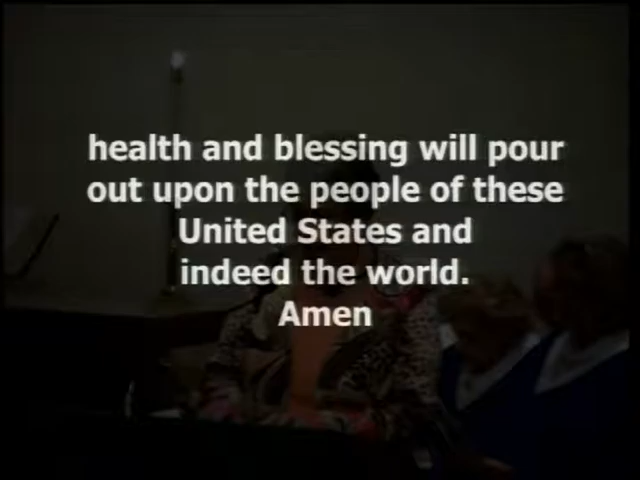 health and blessing will pour
out upon the people of these
United States and
indeed the world.
Amen